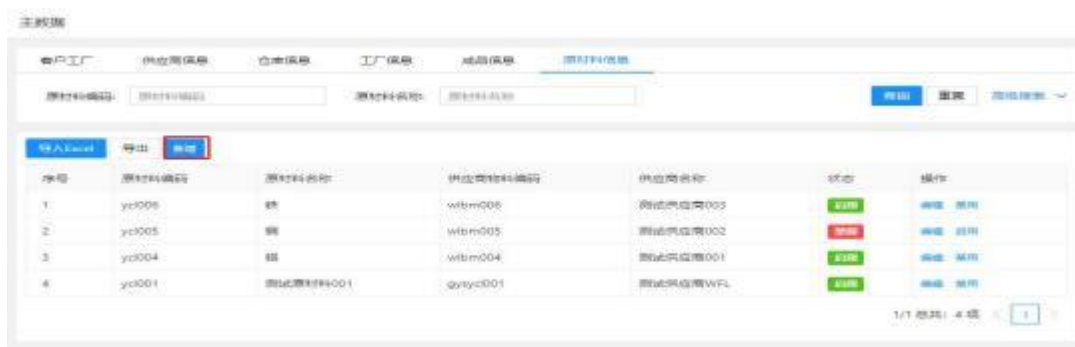 主数据
客户工厂 供应商信息 仓库信息 工厂信息 成品信息 原材料信息
原材料编码: 原材料编码 原材料名称: 原材料名称 查询 重置 高级搜索
导入Excel 导出 新增
序号 原材料编码 原材料名称 供应商物料编码 供应商名称 状态 操作
1 ycl006 铁 wlbm006 测试供应商003 启用 编辑 禁用
2 ycl005 wlbm005 测试供应商002 禁用 编辑 启用
3 ycl004 wlbm004 测试供应商001 启用 编辑 禁用
4 ycl001 测试原材料001 gysycl001 测试供应商WFL 启用 编辑 禁用
1/1 总共: 4 项 1